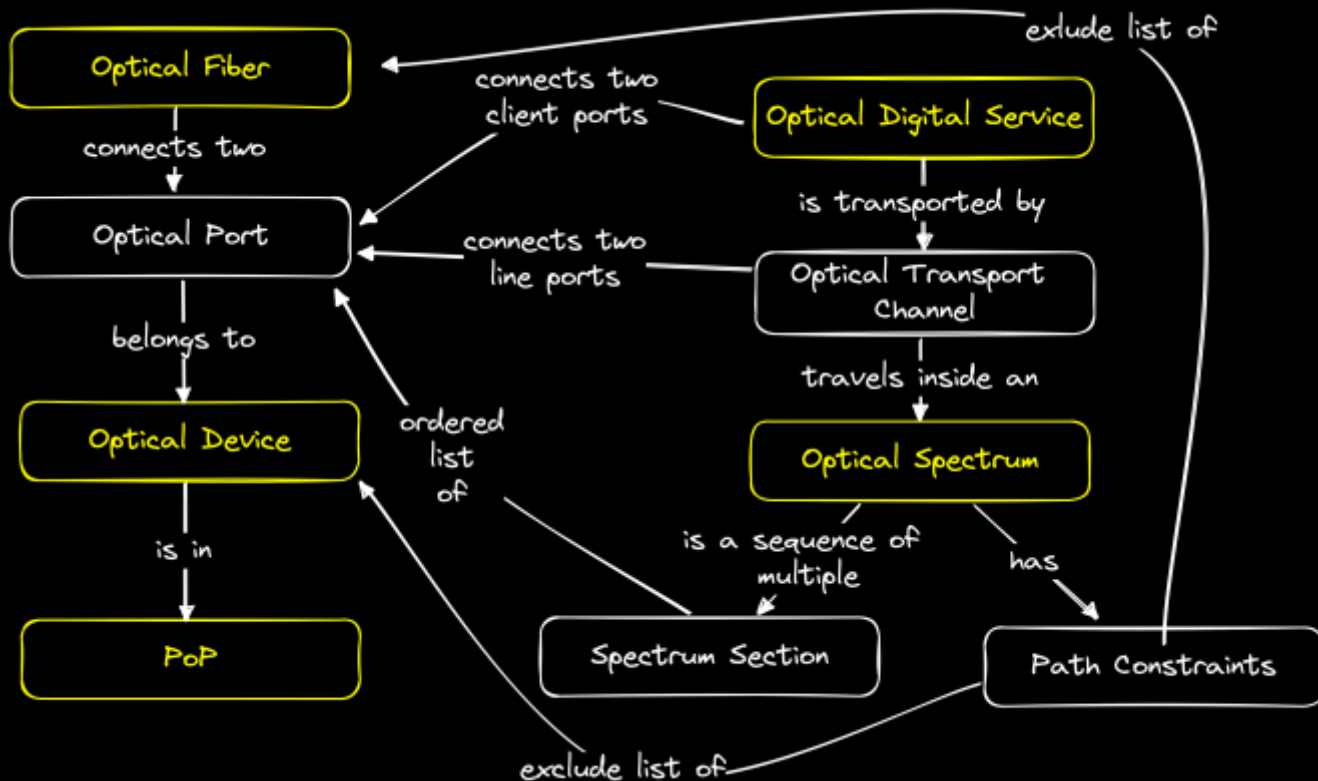 exlude list of
Optical Fiber
connects two
client ports
Optical Digital Service
connects two
is transported by
Optical Port
connects two
line ports
Optical Transport
Channel
belongs to
travels inside an
ordered
list
of
Optical Device
Optical Spectrum
is in
is a sequence of
multiple
has
PoP
Spectrum Section
Path Constraints
exclude list of